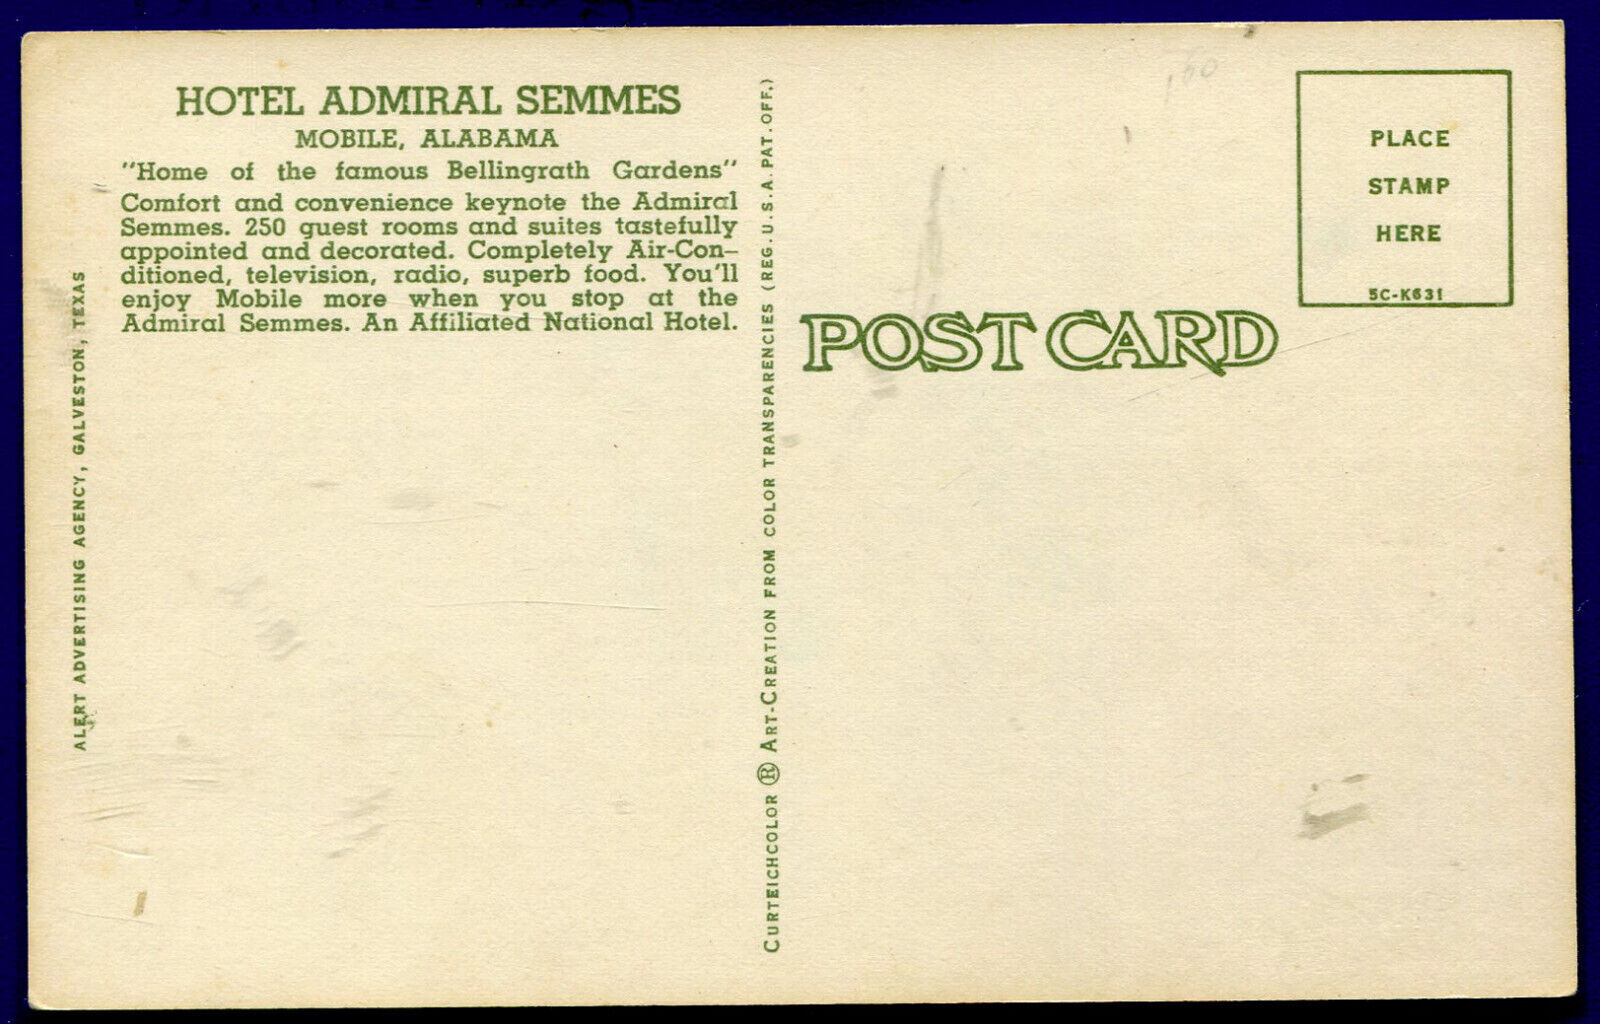 HOTEL ADMIRAL SEMMES
MOBILE, ALABAMA
"Home of the famous Bellingrath Gardens"
Comfort and convenience keynote the Admiral
Semmes. 250 guest rooms and suites tastefully
appointed and decorated. Completely Air-Con-
ditioned, television, radio, superb food. You'll
enjoy Mobile more when you stop at the
Admiral Semmes. An Affiliated National Hotel.
ALERT ADVERTISING AGENCY, GALVESTON, TEXAS
CURTEICHCOLOR ® ART-CREATION FROM COLOR TRANSPARENCIES (REG. U.S.A. PAT. OFF.)
POST CARD
PLACE
STAMP
HERE
5C-K631